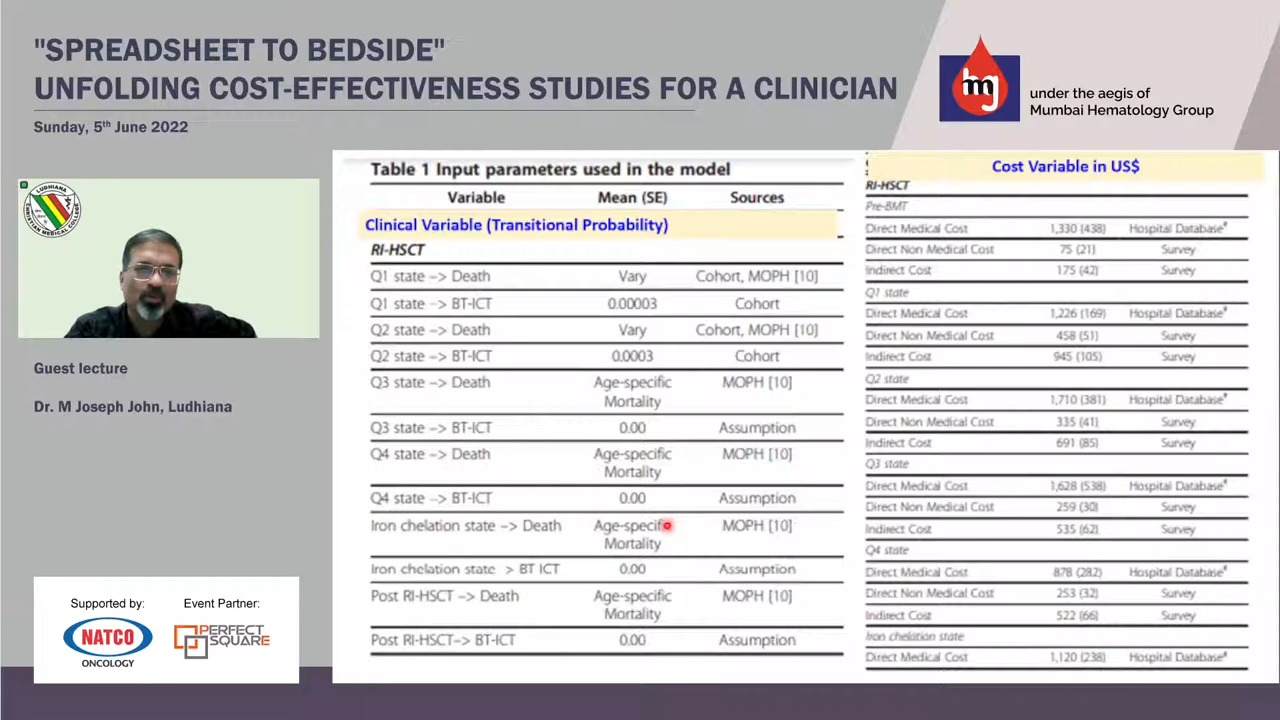 "SPREADSHEET TO BEDSIDE"
UNFOLDING COST-EFFECTIVENESS STUDIES FOR A CLINICIAN
Sunday, 5th June 2022
hmg
under the aegis of
Mumbai Hematology Group
LUDHIANA
CHRISTIAN MEDICAL COLLEGE
Guest lecture
Dr. M Joseph John, Ludhiana
Supported by:
Event Partner:
NATCO
ONCOLOGY
PERFECT
SQUARE
Table 1 Input parameters used in the model
Variable Mean (SE) Sources
Clinical Variable (Transitional Probability)
RI-HSCT
Q1 state –> Death Vary Cohort, MOPH [10]
Q1 state –> BT-ICT 0.00003 Cohort
Q2 state –> Death Vary Cohort, MOPH [10]
Q2 state –> BT-ICT 0.0003 Cohort
Q3 state –> Death Age-specific MOPH [10]
Mortality
Q3 state –> BT-ICT 0.00 Assumption
Q4 state –> Death Age-specific MOPH [10]
Mortality
Q4 state –> BT-ICT 0.00 Assumption
Iron chelation state –> Death Age-specific MOPH [10]
Mortality
Iron chelation state > BT ICT 0.00 Assumption
Post RI-HSCT –> Death Age-specific MOPH [10]
Mortality
Post RI-HSCT–> BT-ICT 0.00 Assumption
Cost Variable in US$
RI-HSCT
Pre-BMT
Direct Medical Cost 1,330 (438) Hospital Database#
Direct Non Medical Cost 75 (21) Survey
Indirect Cost 175 (42) Survey
Q1 state
Direct Medical Cost 1,226 (169) Hospital Database#
Direct Non Medical Cost 458 (51) Survey
Indirect Cost 945 (105) Survey
Q2 state
Direct Medical Cost 1,710 (381) Hospital Database#
Direct Non Medical Cost 335 (41) Survey
Indirect Cost 691 (85) Survey
Q3 state
Direct Medical Cost 1,628 (538) Hospital Database#
Direct Non Medical Cost 259 (30) Survey
Indirect Cost 535 (62) Survey
Q4 state
Direct Medical Cost 878 (282) Hospital Database#
Direct Non Medical Cost 253 (32) Survey
Indirect Cost 522 (66) Survey
Iron chelation state
Direct Medical Cost 1,120 (238) Hospital Database#